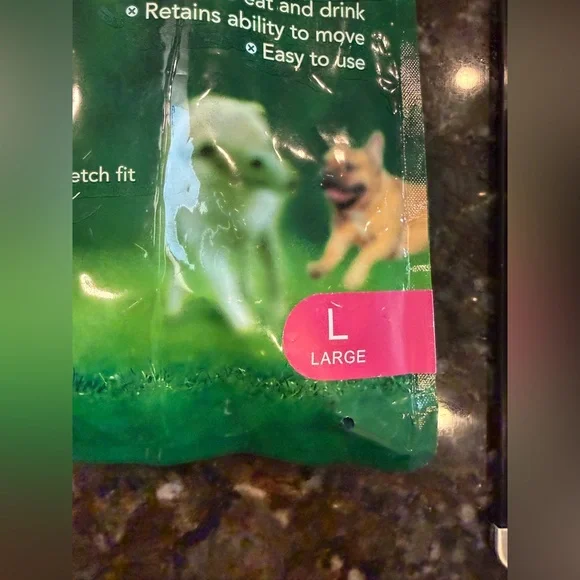 eat and drink
Retains ability to move
Easy to use
etch fit
L
LARGE